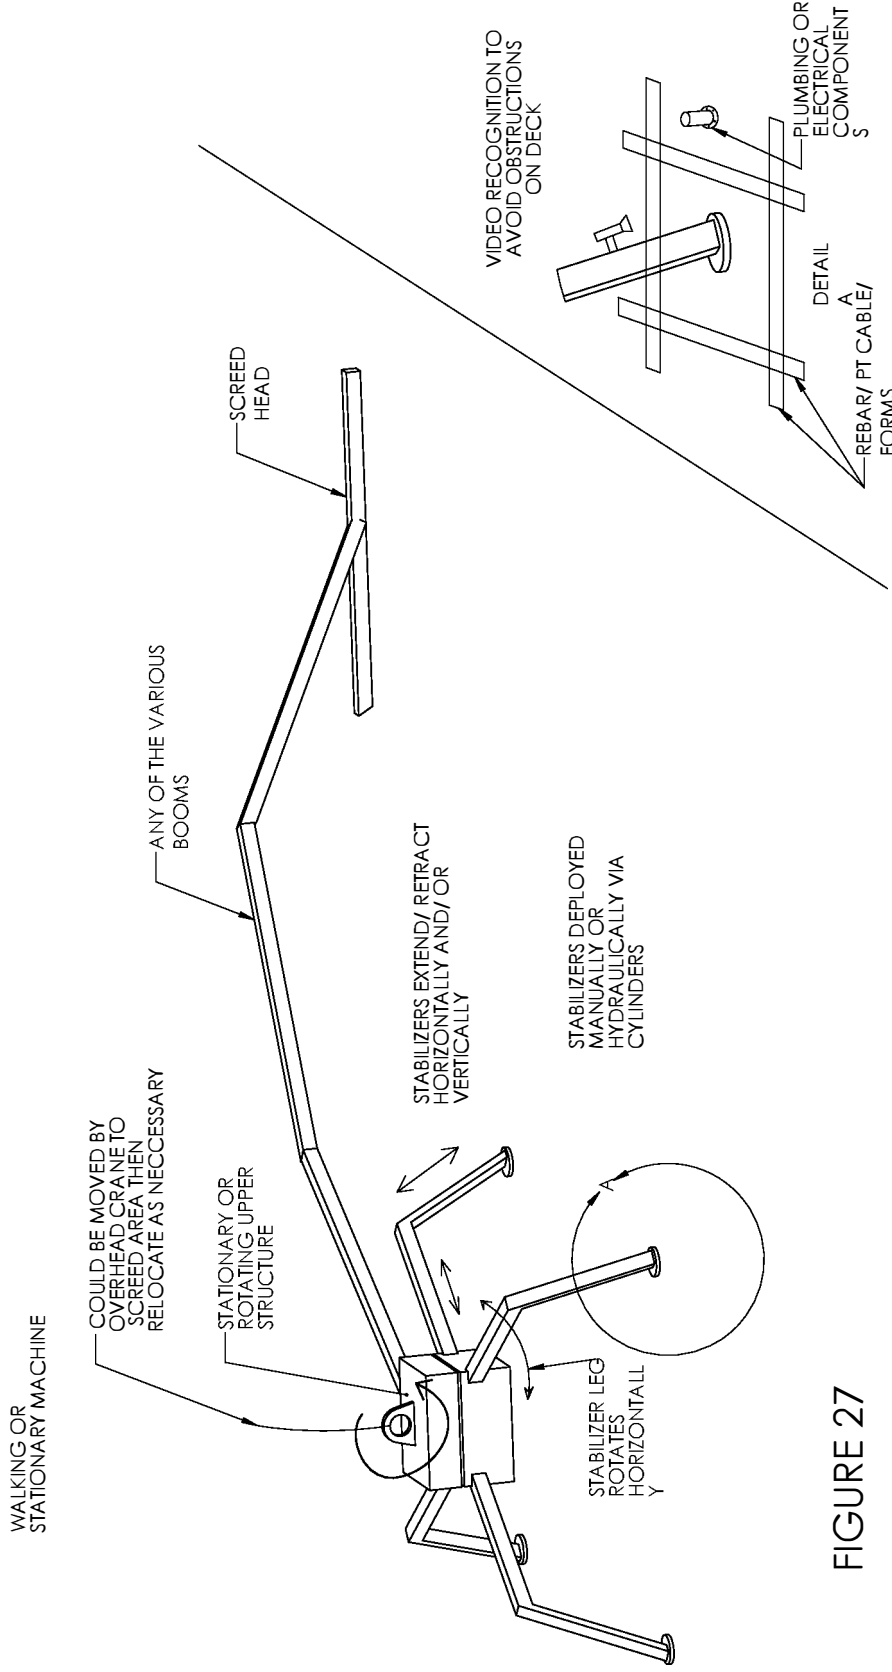 WALKING OR
STATIONARY MACHINE
COULD BE MOVED BY
OVERHEAD CRANE TO
SCREED AREA THEN
RELOCATE AS NECCESSARY
STATIONARY OR
ROTATING UPPER
STRUCTURE
ANY OF THE VARIOUS
BOOMS
SCREED
HEAD
STABILIZERS EXTEND/ RETRACT
HORIZONTALLY AND/ OR
VERTICALLY
STABILIZERS DEPLOYED
MANUALLY OR
HYDRAULICALLY VIA
CYLINDERS
STABILIZER LEG
ROTATES
HORIZONTALL
Y
A
VIDEO RECOGNITION TO
AVOID OBSTRUCTIONS
ON DECK
PLUMBING OR
ELECTRICAL
COMPONENT
S
DETAIL
A
REBAR/ PT CABLE/
FORMS
FIGURE 27